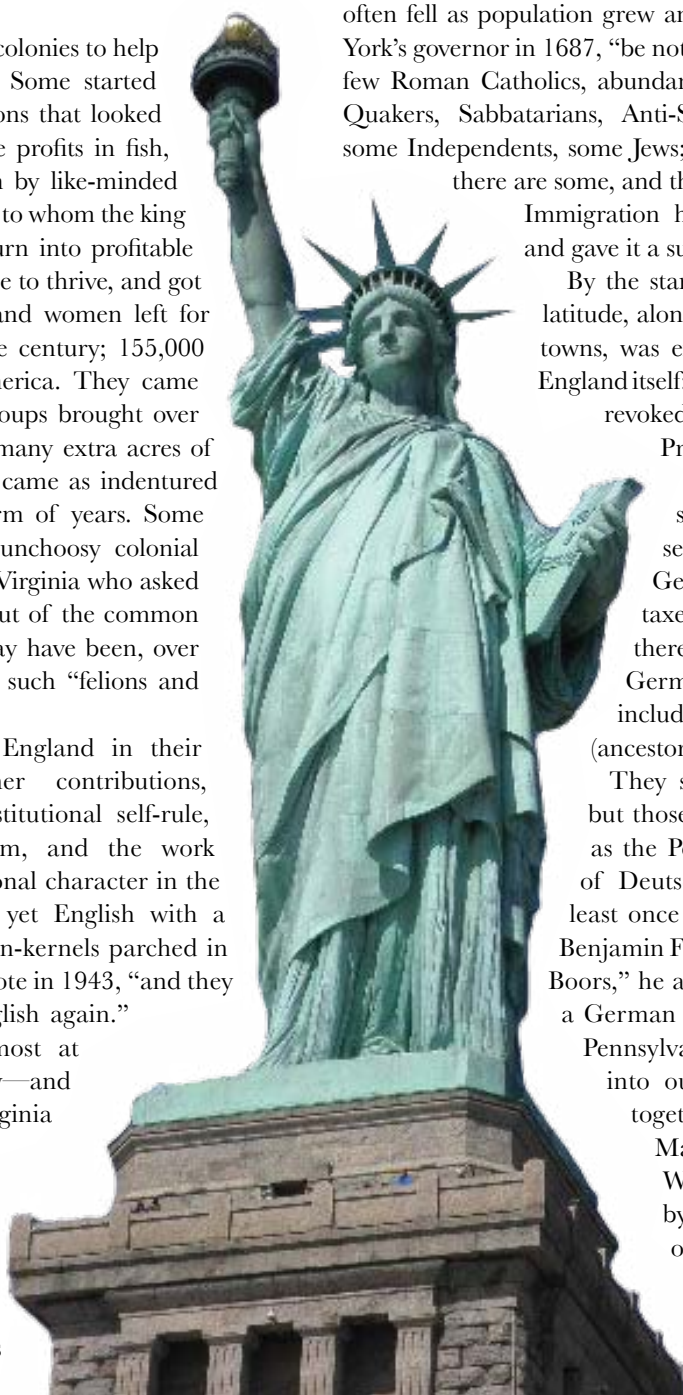 colonies to help
Some started
ons that looked
e profits in fish,
n by like-minded
to whom the king
urn into profitable
e to thrive, and got
and women left for
e century; 155,000
merica. They came
oups brought over
many extra acres of
came as indentured
rm of years. Some
unchoosy colonial
Virginia who asked
ut of the common
ay have been, over
such “felions and
England in their
ner contributions,
stitutional self-rule,
m, and the work
onal character in the
yet English with a
n-kernels parched in
ote in 1943, “and they
glish again.”
most at
y—and
ginia
s
often fell as population grew an
York’s governor in 1687, “be not
few Roman Catholics, abundan
Quakers, Sabbatarians, Anti-S
some Independents, some Jews;
there are some, and th
Immigration h
and gave it a su
By the star
latitude, alon
towns, was e
England itself;
revoked
Pr
s
se
Ge
taxe
there
Germ
includ
(ancestor
They s
but those
as the Pe
of Deuts
least once
Benjamin F
Boors,” he a
a German
Pennsylva
into ou
toget
Ma
W
by
o